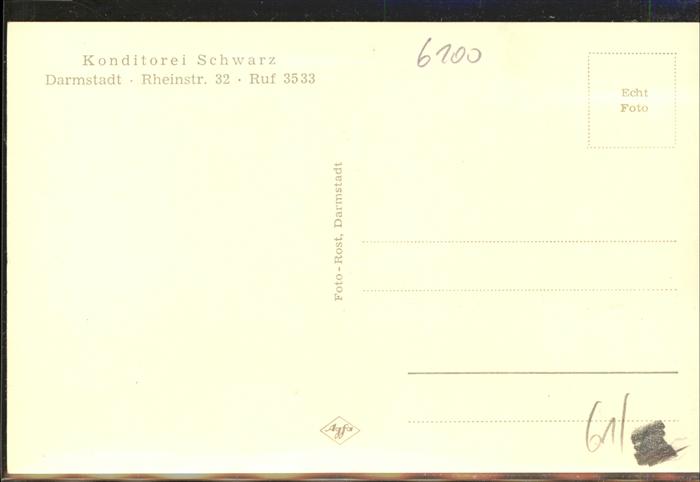 Konditorei Schwarz
Darmstadt · Rheinstr. 32 · Ruf 3533
6100
Echt
Foto
Foto-Rost, Darmstadt
Agfa
61/